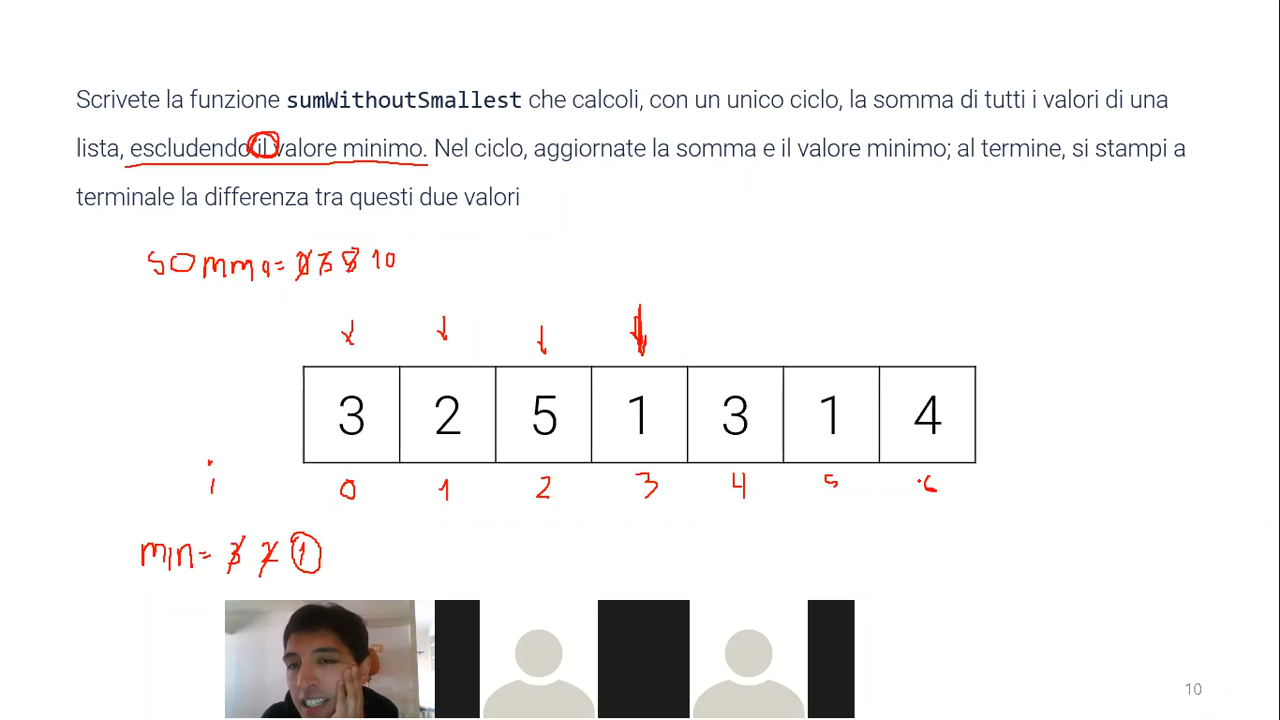 Scrivete la funzione sumWithoutSmallest che calcoli, con un unico ciclo, la somma di tutti i valori di una
lista, escludendo il valore minimo. Nel ciclo, aggiornate la somma e il valore minimo; al termine, si stampi a
terminale la differenza tra questi due valori
somma= 10
3 2 5 1 3 1 4
i 0 1 2 3 4 5 6
min= 3 2 1
10